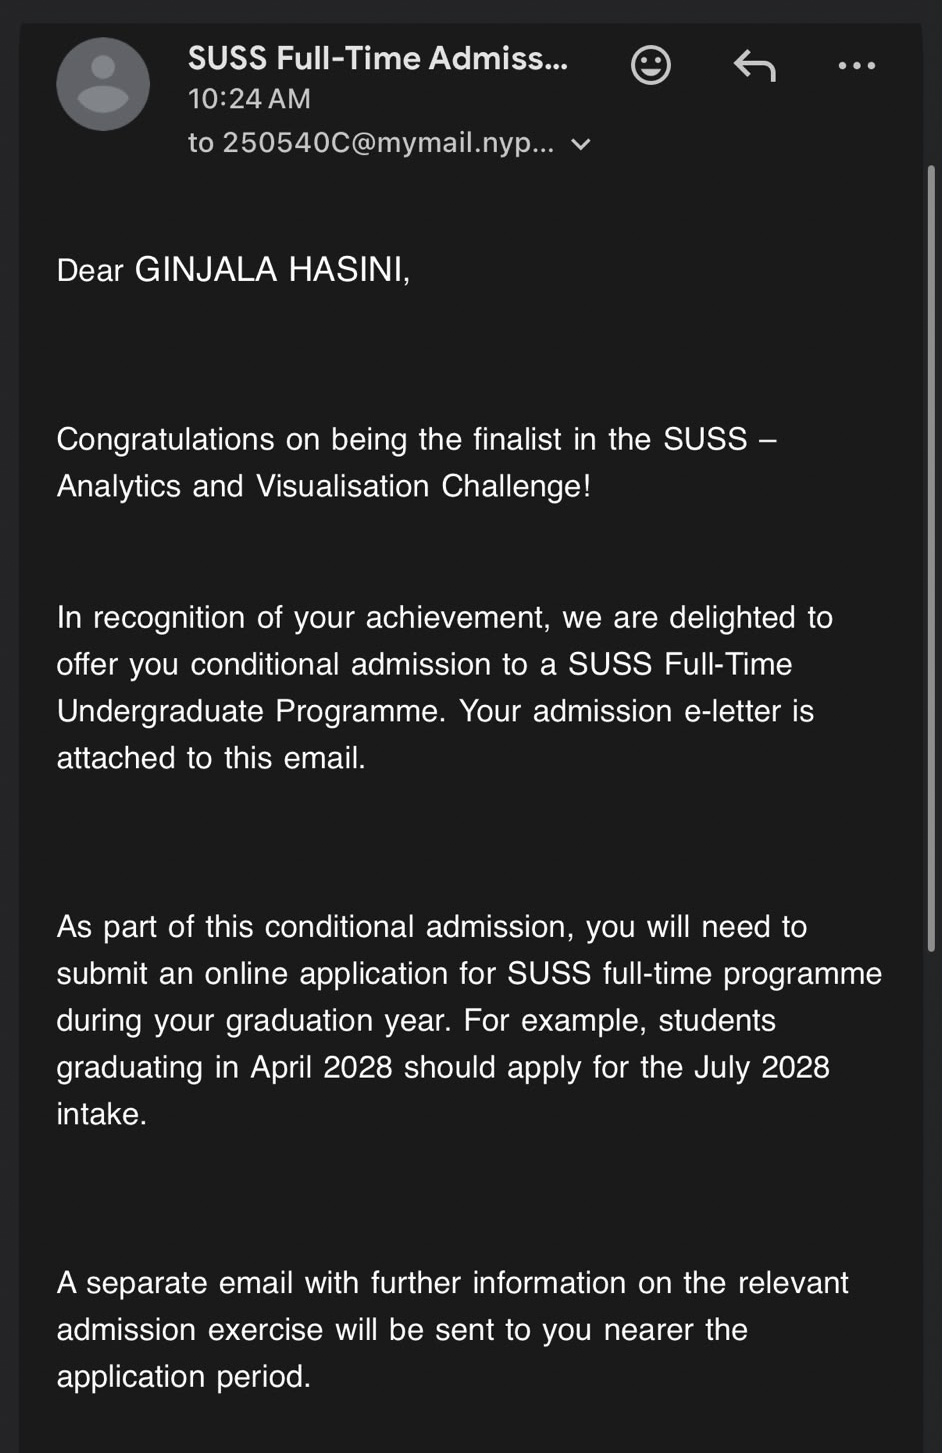 SUSS Full-Time Admiss...
10:24 AM
to 250540C@mymail.nyp...
Dear GINJALA HASINI,
Congratulations on being the finalist in the SUSS –
Analytics and Visualisation Challenge!
In recognition of your achievement, we are delighted to
offer you conditional admission to a SUSS Full-Time
Undergraduate Programme. Your admission e-letter is
attached to this email.
As part of this conditional admission, you will need to
submit an online application for SUSS full-time programme
during your graduation year. For example, students
graduating in April 2028 should apply for the July 2028
intake.
A separate email with further information on the relevant
admission exercise will be sent to you nearer the
application period.